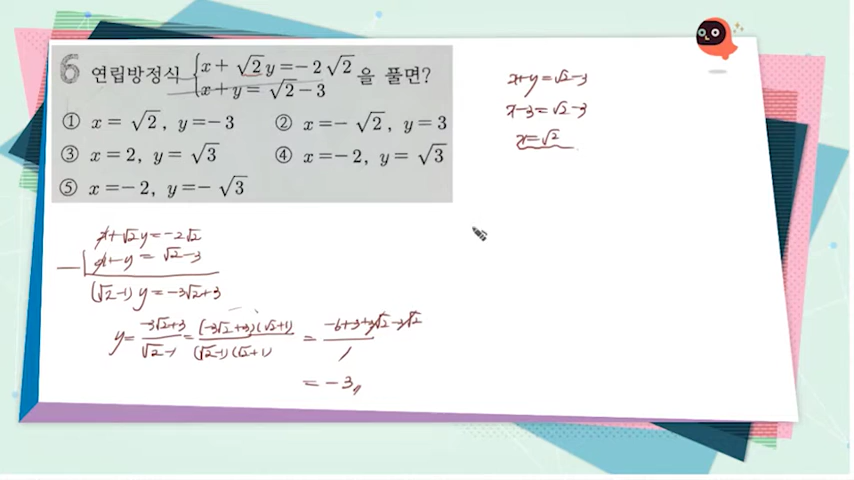 6 연립방정식 { x + √2 y = -2√2
x + y = √2 - 3 을 풀면?
① x = √2, y = -3 ② x = -√2, y = 3
③ x = 2, y = √3 ④ x = -2, y = √3
⑤ x = -2, y = -√3
x + √2 y = -2√2
- x + y = √2 - 3
(√2-1) y = -3√2+3
y = (-3√2+3)/(√2-1) = (-3√2+3)(√2+1)/(√2-1)(√2+1) = (-6+3+3√2-3√2)/1
= -3
x+y = √2-3
x-3 = √2-3
x = √2